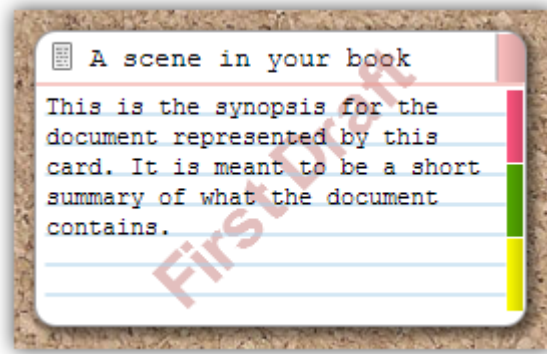 A scene in your book
This is the synopsis for the
document represented by this
card. It is meant to be a short
summary of what the document
contains.
First Draft